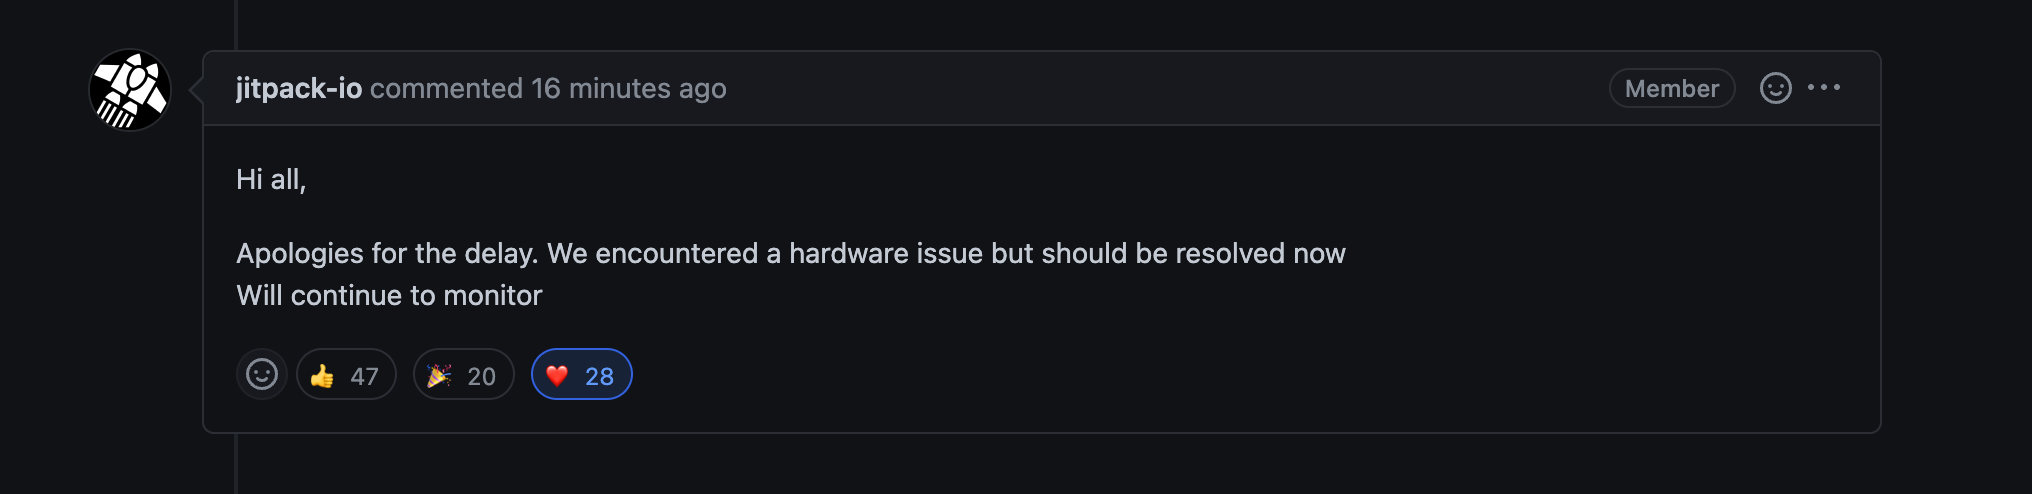 jitpack-io commented 16 minutes ago Member
Hi all,
Apologies for the delay. We encountered a hardware issue but should be resolved now
Will continue to monitor
👍 47 🎉 20 ❤️ 28